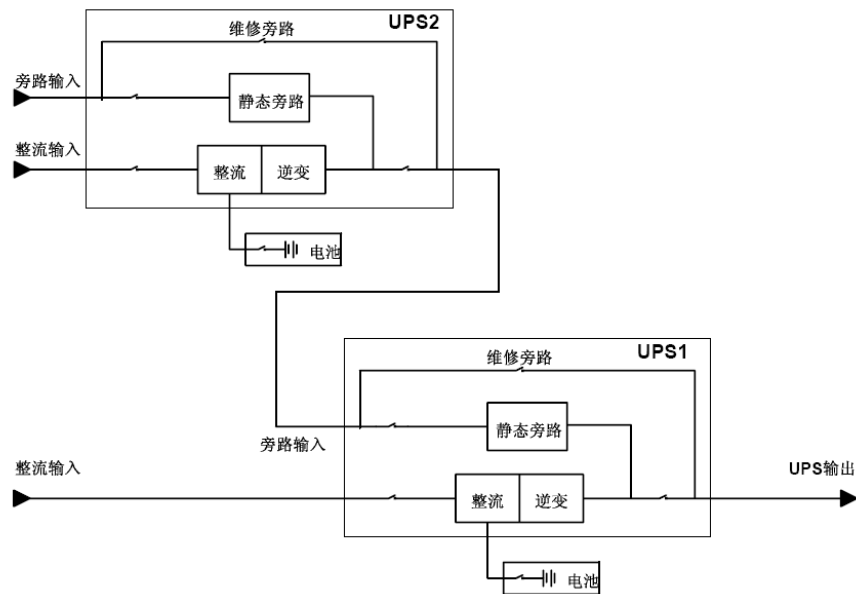 UPS2
维修旁路
旁路输入
静态旁路
整流输入
整流 逆变
电池
UPS1
维修旁路
静态旁路
旁路输入
整流输入
UPS输出
整流 逆变
电池